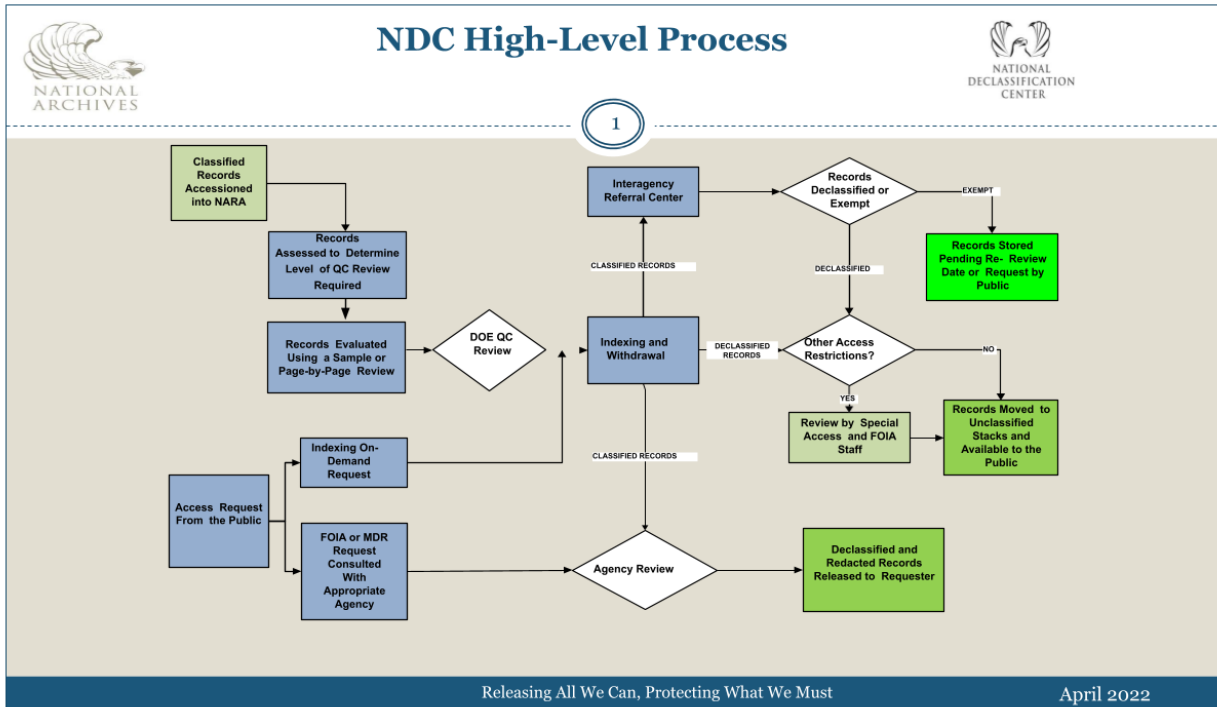 NDC High-Level Process
NATIONAL
ARCHIVES
NATIONAL
DECLASSIFICATION
CENTER
1
Classified
Records
Accessioned
into NARA
Records
Assessed to Determine
Level of QC Review
Required
Records Evaluated
Using a Sample or
Page-by-Page Review
DOE QC
Review
Interagency
Referral Center
Records
Declassified or
Exempt
EXEMPT
Records Stored
Pending Re- Review
Date or Request by
Public
CLASSIFIED RECORDS
DECLASSIFIED
Indexing and
Withdrawal
DECLASSIFIED
RECORDS
Other Access
Restrictions?
NO
YES
Review by Special
Access and FOIA
Staff
Records Moved to
Unclassified
Stacks and
Available to the
Public
CLASSIFIED RECORDS
Access Request
From the Public
Indexing On-
Demand
Request
FOIA or MDR
Request
Consulted
With
Appropriate
Agency
Agency Review
Declassified and
Redacted Records
Released to Requester
Releasing All We Can, Protecting What We Must
April 2022